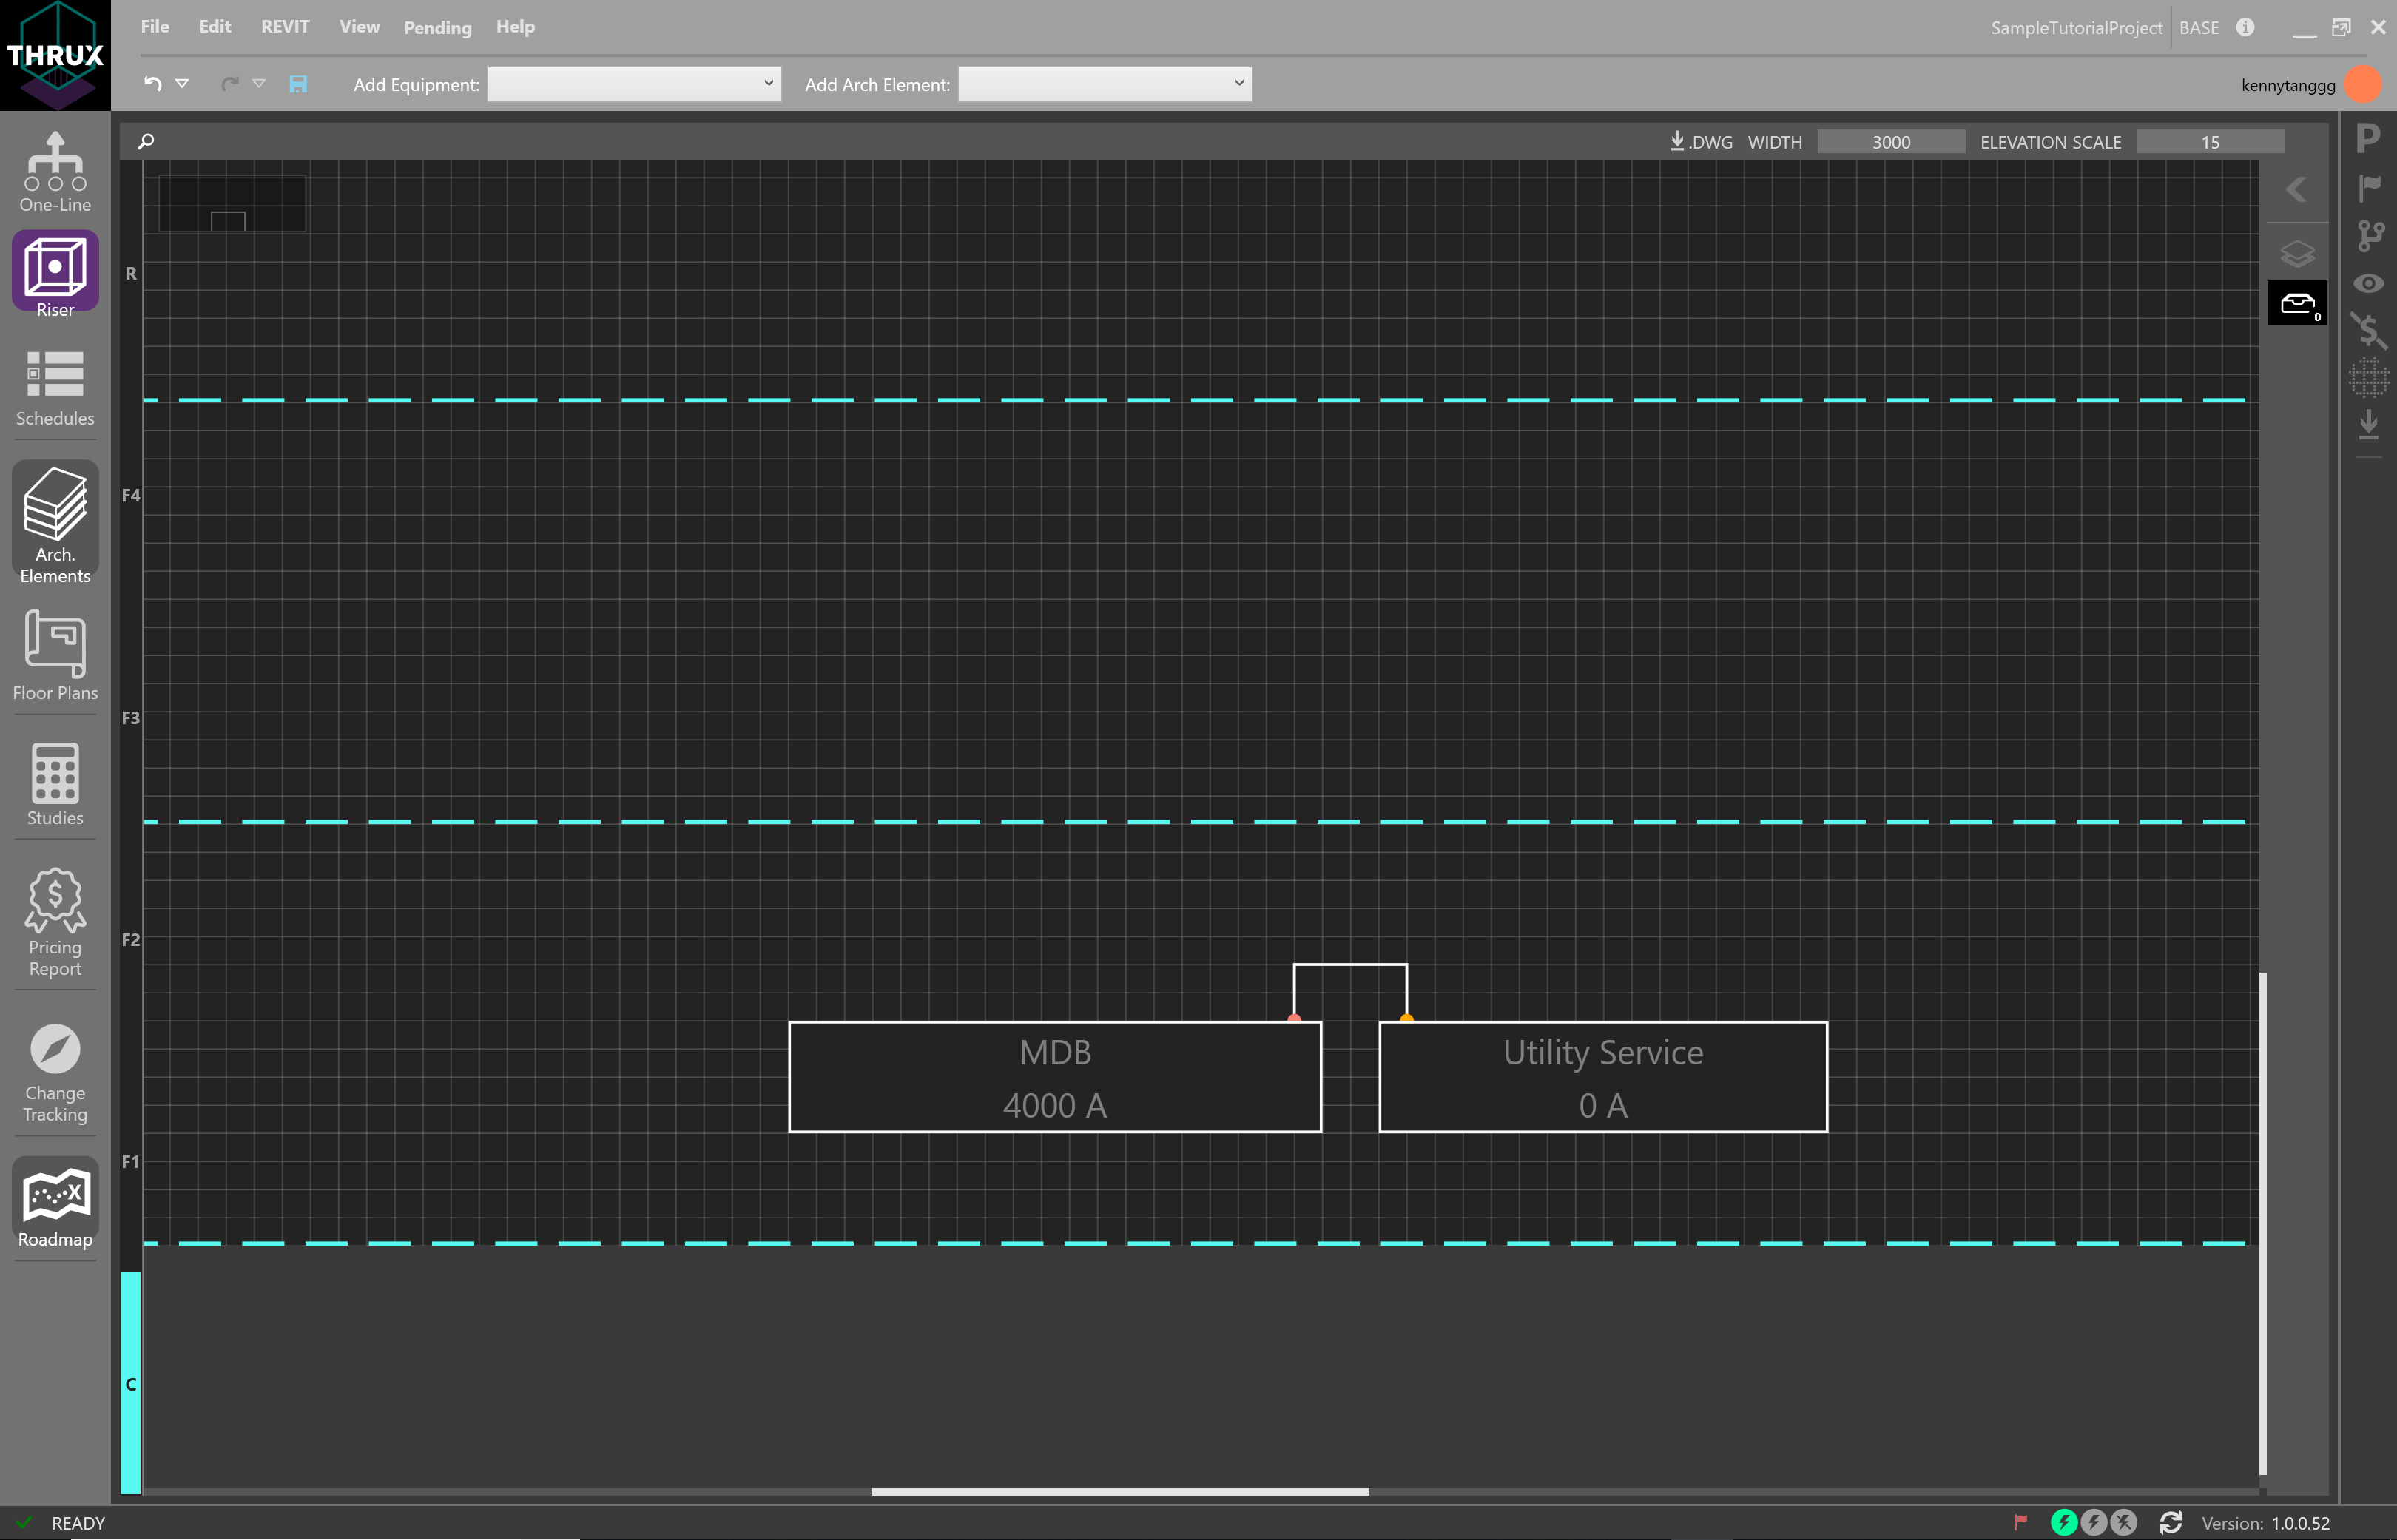 THRUX
File Edit REVIT View Pending Help
SampleTutorialProject BASE
Add Equipment: Add Arch Element:
kennytanggg
.DWG WIDTH 3000 ELEVATION SCALE 15
P
One-Line
Riser
Schedules
Arch.
Elements
Floor Plans
Studies
Pricing
Report
Change
Tracking
X
Roadmap
R
F4
F3
F2
F1
C
0
MDB
4000 A
Utility Service
0 A
READY
Version: 1.0.0.52